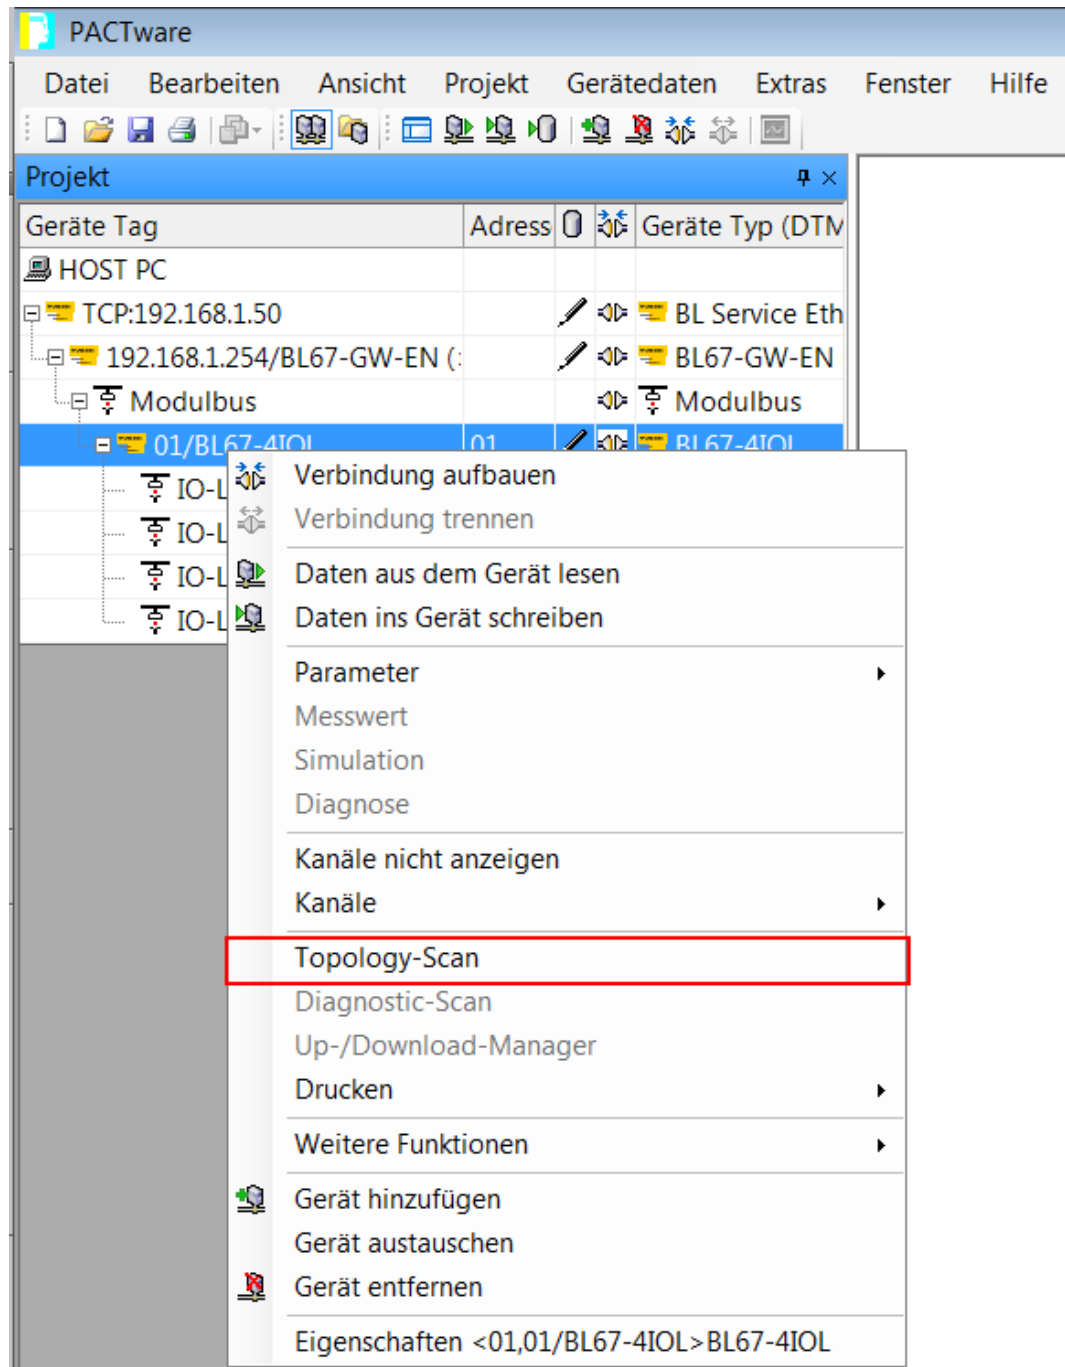 PACTware
Datei Bearbeiten Ansicht Projekt Gerätedaten Extras Fenster Hilfe
Projekt
Geräte Tag Adress Geräte Typ (DTM
HOST PC
TCP:192.168.1.50 BL Service Eth
192.168.1.254/BL67-GW-EN (: BL67-GW-EN
Modulbus Modulbus
01/BL67-4IOL 01 BL67-4IOL
IO-L
IO-L
IO-L
IO-L
Verbindung aufbauen
Verbindung trennen
Daten aus dem Gerät lesen
Daten ins Gerät schreiben
Parameter
Messwert
Simulation
Diagnose
Kanäle nicht anzeigen
Kanäle
Topology-Scan
Diagnostic-Scan
Up-/Download-Manager
Drucken
Weitere Funktionen
Gerät hinzufügen
Gerät austauschen
Gerät entfernen
Eigenschaften <01,01/BL67-4IOL>BL67-4IOL